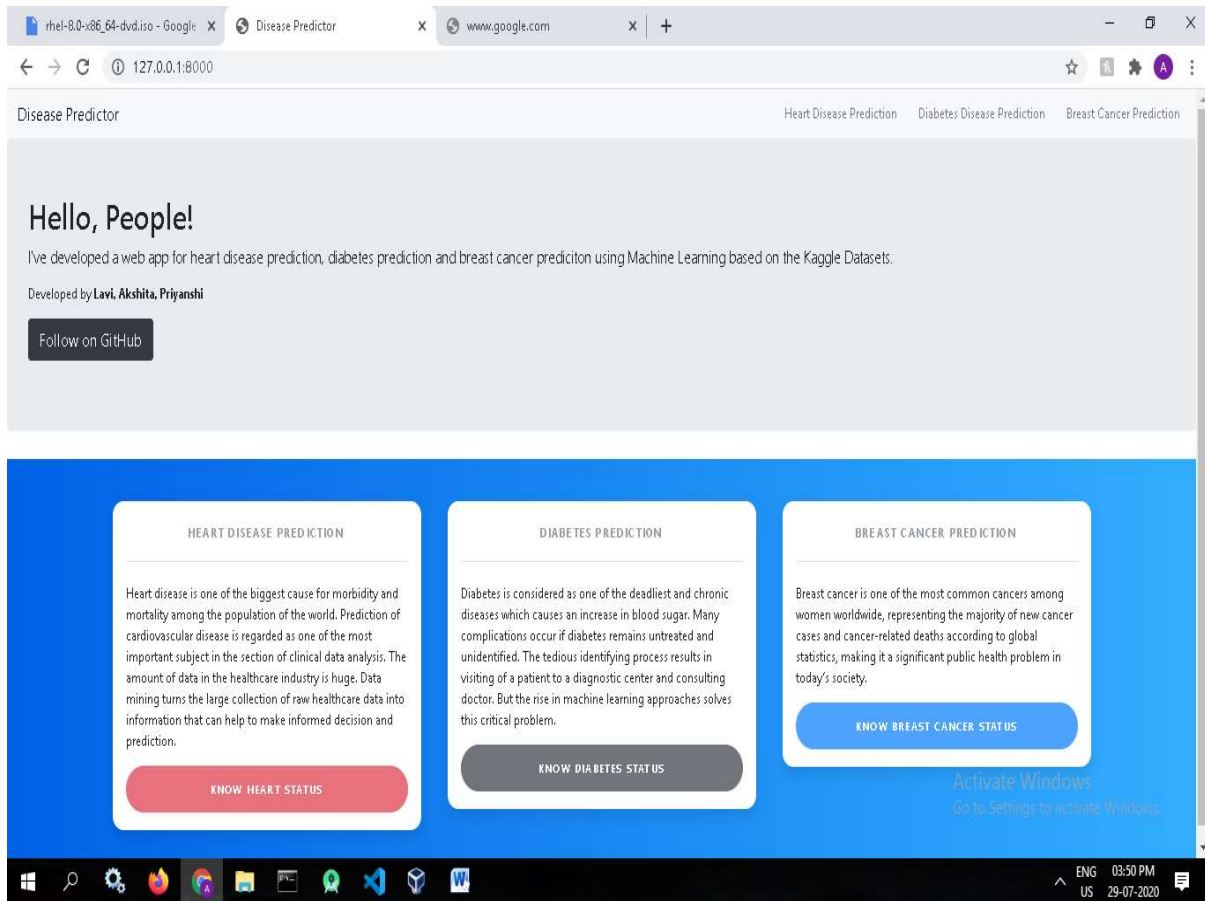 rhel-8.0-x86_64-dvd.iso - Google
Disease Predictor
www.google.com
127.0.0.1:8000
A
Disease Predictor
Heart Disease Prediction
Diabetes Disease Prediction
Breast Cancer Prediction
Hello, People!
I've developed a web app for heart disease prediction, diabetes prediction and breast cancer prediciton using Machine Learning based on the Kaggle Datasets.
Developed by Lavi, Akshita, Priyanshi
Follow on GitHub
HEART DISEASE PREDICTION
Heart disease is one of the biggest cause for morbidity and
mortality among the population of the world. Prediction of
cardiovascular disease is regarded as one of the most
important subject in the section of clinical data analysis. The
amount of data in the healthcare industry is huge. Data
mining turns the large collection of raw healthcare data into
information that can help to make informed decision and
prediction.
KNOW HEART STATUS
DIABETES PREDICTION
Diabetes is considered as one of the deadliest and chronic
diseases which causes an increase in blood sugar. Many
complications occur if diabetes remains untreated and
unidentified. The tedious identifying process results in
visiting of a patient to a diagnostic center and consulting
doctor. But the rise in machine learning approaches solves
this critical problem.
KNOW DIABETES STATUS
BREAST CANCER PREDICTION
Breast cancer is one of the most common cancers among
women worldwide, representing the majority of new cancer
cases and cancer-related deaths according to global
statistics, making it a significant public health problem in
today's society.
KNOW BREAST CANCER STATUS
Activate Windows
Go to Settings to activate Windows.
ENG
US
03:50 PM
29-07-2020